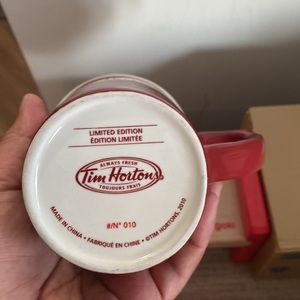 LIMITED EDITION
ÉDITION LIMITÉE
ALWAYS FRESH
Tim Hortons
TOUJOURS FRAIS
#/N° 010
MADE IN CHINA • FABRIQUÉ EN CHINE • ©TIM HORTONS, 2010